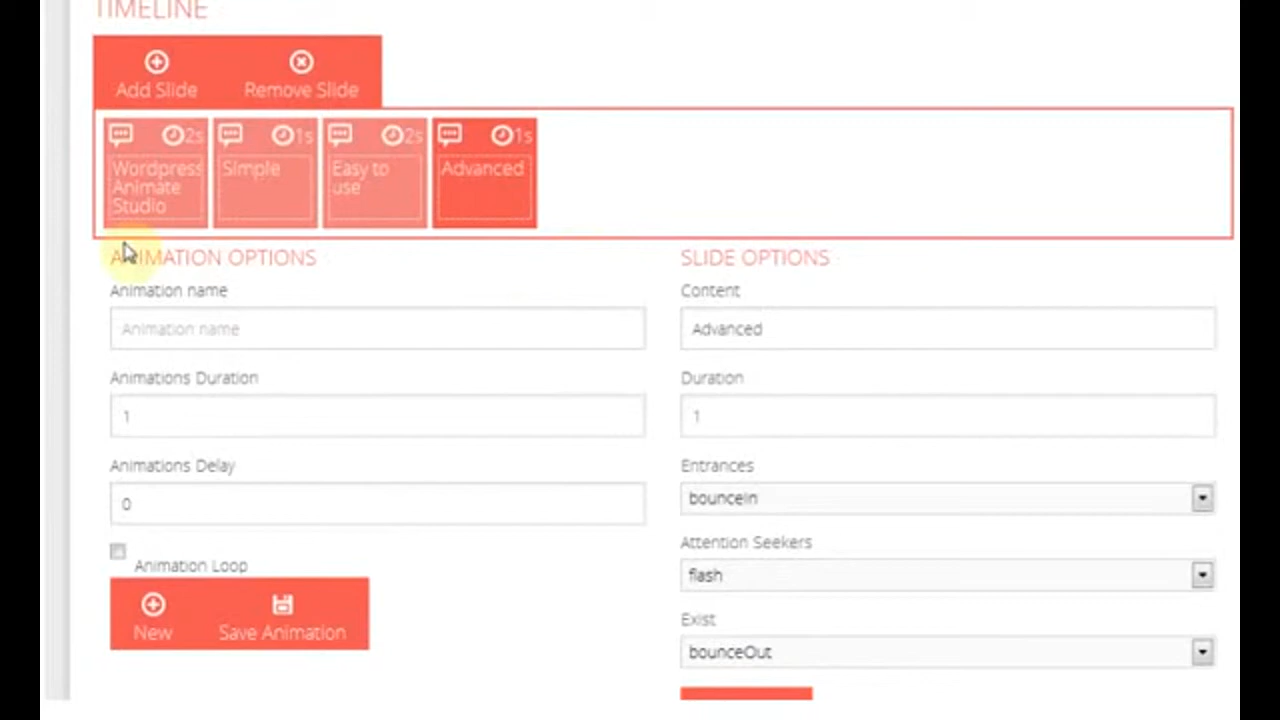 TIMELINE
Add Slide
Remove Slide
2s
1s
2s
1s
Wordpress
Animate
Studio
Simple
Easy to
use
Advanced
ANIMATION OPTIONS
Animation name
Animation name
Animations Duration
1
Animations Delay
0
Animation Loop
New
Save Animation
SLIDE OPTIONS
Content
Advanced
Duration
1
Entrances
bounceIn
Attention Seekers
flash
Exist
bounceOut